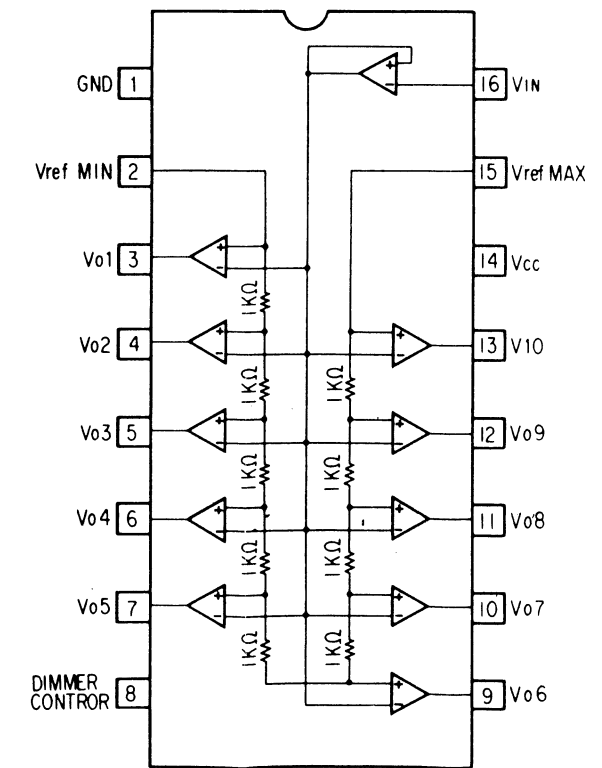 GND 1
Vref MIN 2
Vo1 3
Vo2 4
Vo3 5
Vo4 6
Vo5 7
DIMMER
CONTROR 8
16 VIN
15 Vref MAX
14 Vcc
13 V10
12 Vo9
11 Vo8
10 Vo7
9 Vo6
+
-
+
-
1KΩ
+
-
1KΩ
+
-
1KΩ
+
-
1KΩ
+
-
1KΩ
+
-
1KΩ
+
-
1KΩ
+
-
1KΩ
+
-
1KΩ
+
-